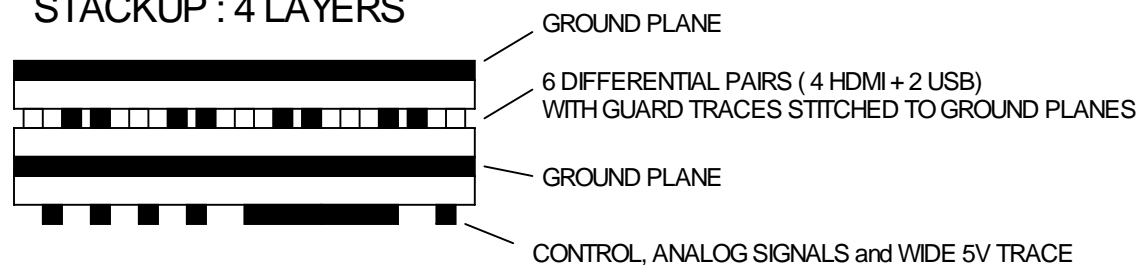 STACKUP : 4 LAYERS
GROUND PLANE
6 DIFFERENTIAL PAIRS ( 4 HDMI + 2 USB)
WITH GUARD TRACES STITCHED TO GROUND PLANES
GROUND PLANE
CONTROL, ANALOG SIGNALS and WIDE 5V TRACE